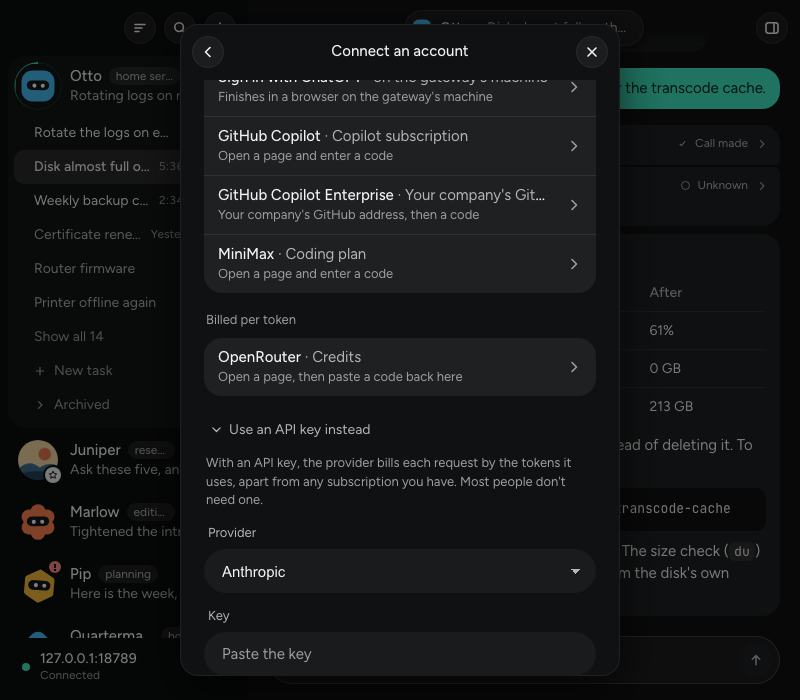 Connect an account
Finishes in a browser on the gateway's machine
GitHub Copilot · Copilot subscription
Open a page and enter a code
GitHub Copilot Enterprise · Your company's Git...
Your company's GitHub address, then a code
MiniMax · Coding plan
Open a page and enter a code
Billed per token
OpenRouter · Credits
Open a page, then paste a code back here
Use an API key instead
With an API key, the provider bills each request by the tokens it
uses, apart from any subscription you have. Most people don't
need one.
Provider
Anthropic
Key
Paste the key
Otto
home ser...
Rotating logs on
Rotate the logs on e...
Disk almost full o...
Weekly backup c...
Certificate rene...
Router firmware
Printer offline again
Show all 14
New task
Archived
Juniper
rese...
Ask these five, an
Marlow
editi...
Tightened the
Pip
planning
Here is the week,
127.0.0.1:18789
Connected
the transcode cache.
Call made
Unknown
After
61%
0 GB
213 GB
of deleting it. To
transcode-cache
The size check ( du )
the disk's own